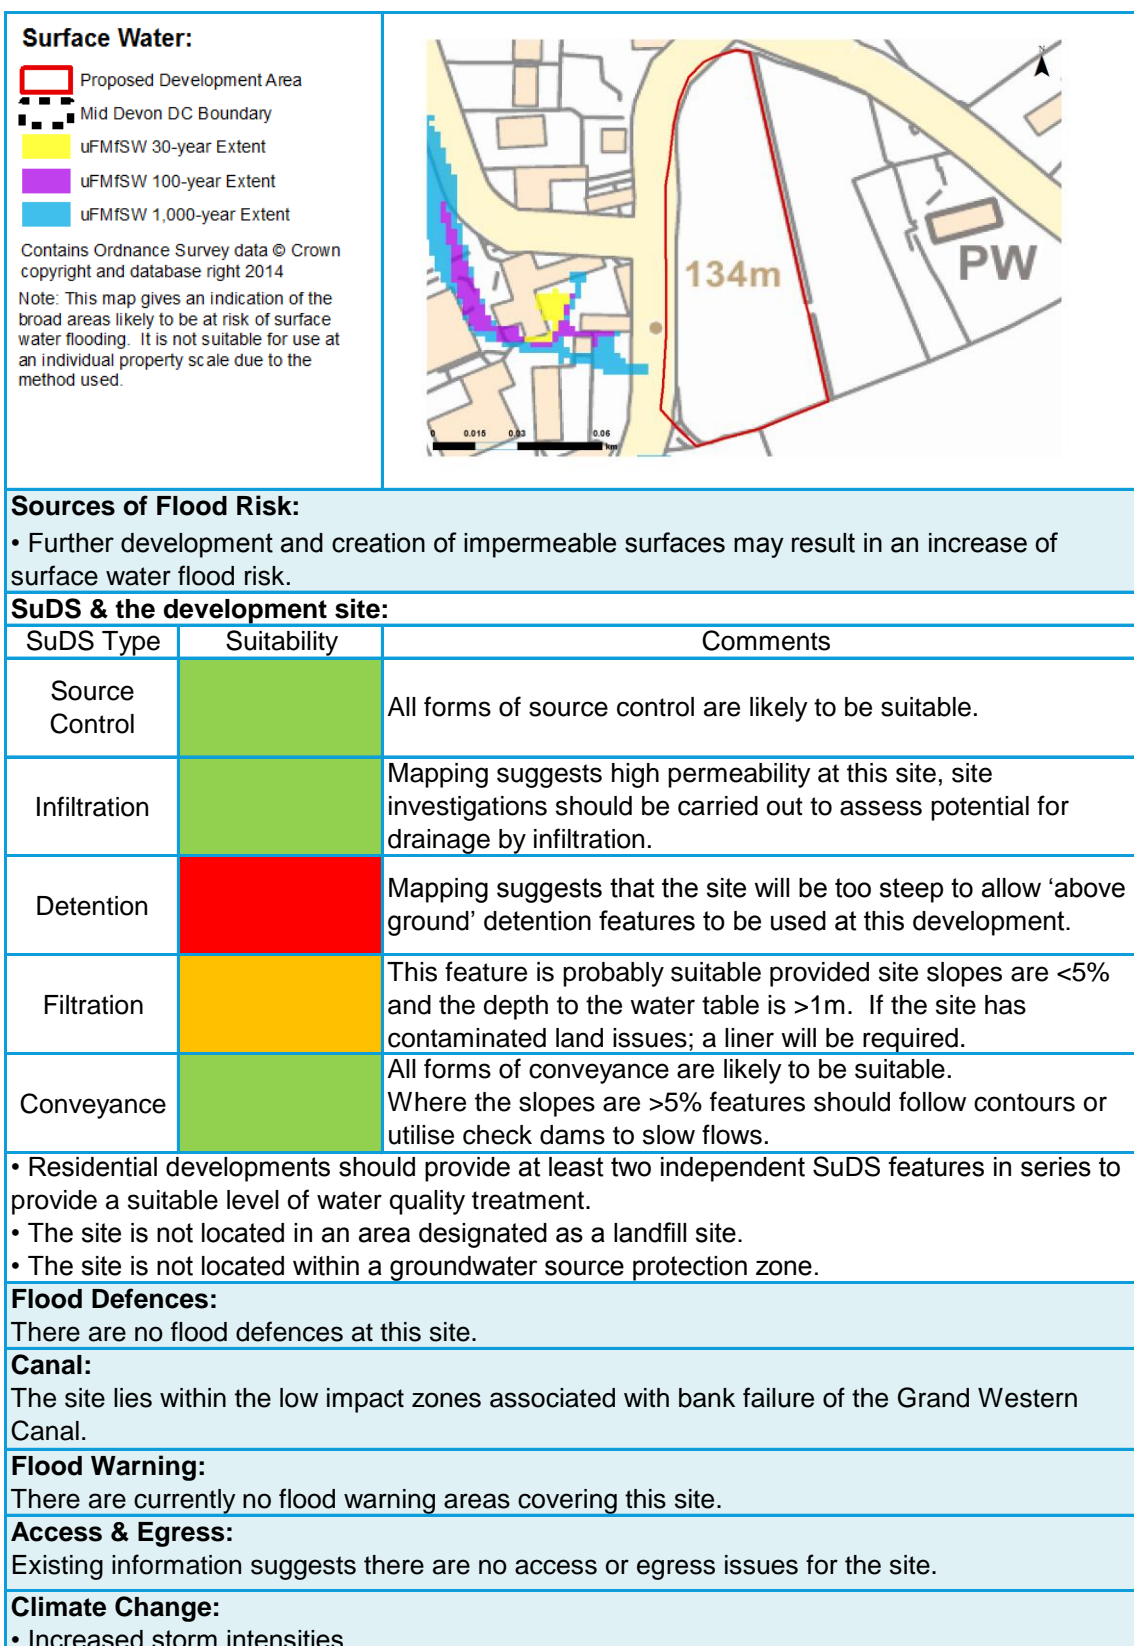 Surface Water:
Proposed Development Area
Mid Devon DC Boundary
uFMfSW 30-year Extent
uFMfSW 100-year Extent
uFMfSW 1,000-year Extent
Contains Ordnance Survey data © Crown
copyright and database right 2014
Note: This map gives an indication of the
broad areas likely to be at risk of surface
water flooding. It is not suitable for use at
an individual property scale due to the
method used.
N
134m
PW
0 0.015 0.03 0.06
km
Sources of Flood Risk:
• Further development and creation of impermeable surfaces may result in an increase of
surface water flood risk.
SuDS & the development site:
SuDS Type Suitability Comments
Source
Control
All forms of source control are likely to be suitable.
Infiltration
Mapping suggests high permeability at this site, site
investigations should be carried out to assess potential for
drainage by infiltration.
Detention
Mapping suggests that the site will be too steep to allow ‘above
ground’ detention features to be used at this development.
Filtration
This feature is probably suitable provided site slopes are <5%
and the depth to the water table is >1m. If the site has
contaminated land issues; a liner will be required.
Conveyance
All forms of conveyance are likely to be suitable.
Where the slopes are >5% features should follow contours or
utilise check dams to slow flows.
• Residential developments should provide at least two independent SuDS features in series to
provide a suitable level of water quality treatment.
• The site is not located in an area designated as a landfill site.
• The site is not located within a groundwater source protection zone.
Flood Defences:
There are no flood defences at this site.
Canal:
The site lies within the low impact zones associated with bank failure of the Grand Western
Canal.
Flood Warning:
There are currently no flood warning areas covering this site.
Access & Egress:
Existing information suggests there are no access or egress issues for the site.
Climate Change:
• Increased storm intensities